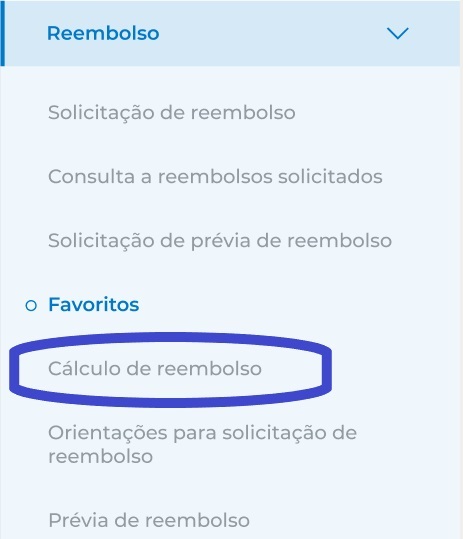 Reembolso
Solicitação de reembolso
Consulta a reembolsos solicitados
Solicitação de prévia de reembolso
Favoritos
Cálculo de reembolso
Orientações para solicitação de
reembolso
Prévia de reembolso